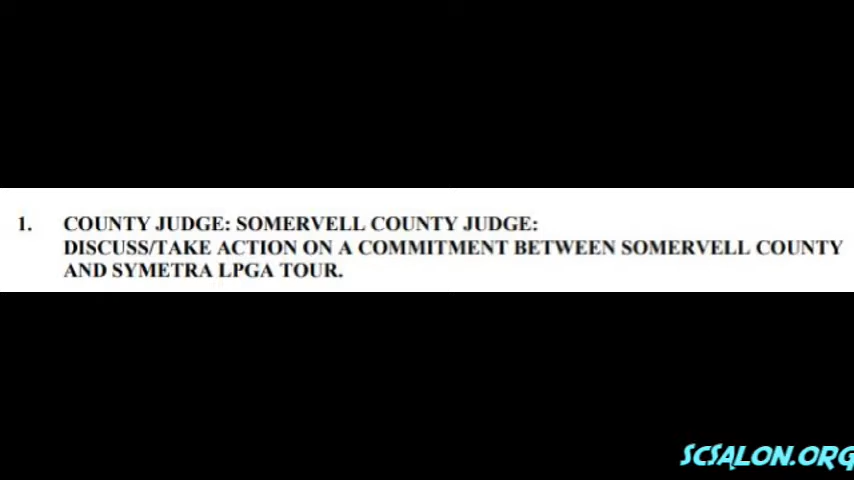 1. COUNTY JUDGE: SOMERVELL COUNTY JUDGE:
DISCUSS/TAKE ACTION ON A COMMITMENT BETWEEN SOMERVELL COUNTY
AND SYMETRA LPGA TOUR.
SCSALON.ORG